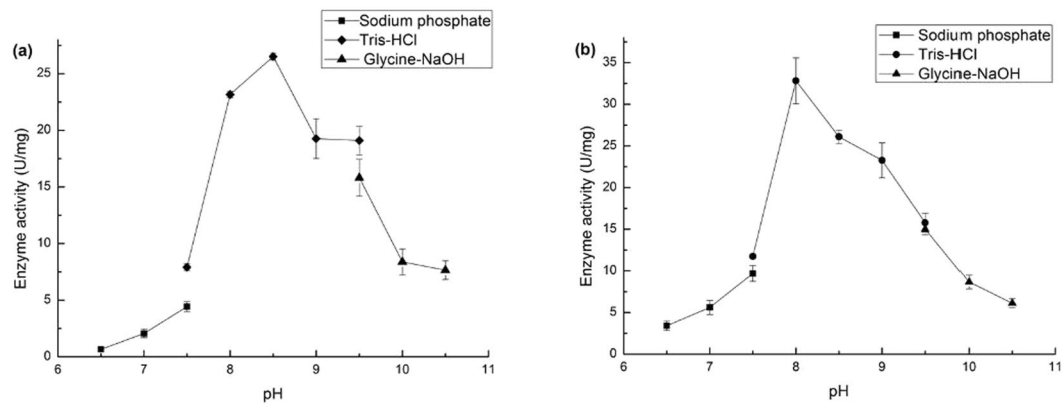 (a)
Sodium phosphate
Tris-HCl
Glycine-NaOH
Enzyme activity (U/mg)
25
20
15
10
5
0
6 7 8 9 10 11
pH
(b)
Sodium phosphate
Tris-HCl
Glycine-NaOH
Enzyme activity (U/mg)
35
30
25
20
15
10
5
0
6 7 8 9 10 11
pH